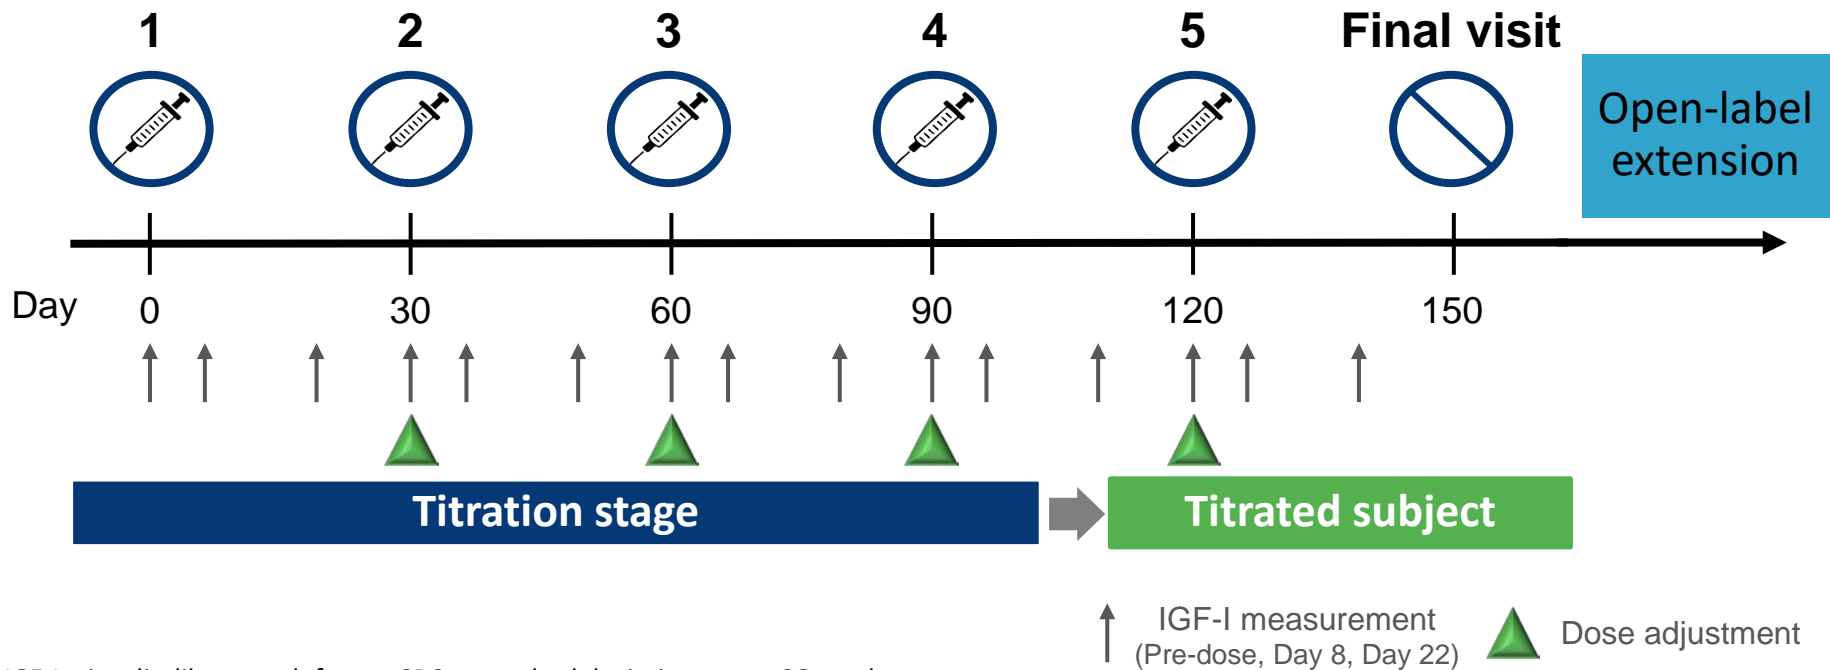 1 2 3 4 5 Final visit
Open-label
extension
Day 0 30 60 90 120 150
Titration stage
Titrated subject
IGF-I measurement
(Pre-dose, Day 8, Day 22)
Dose adjustment